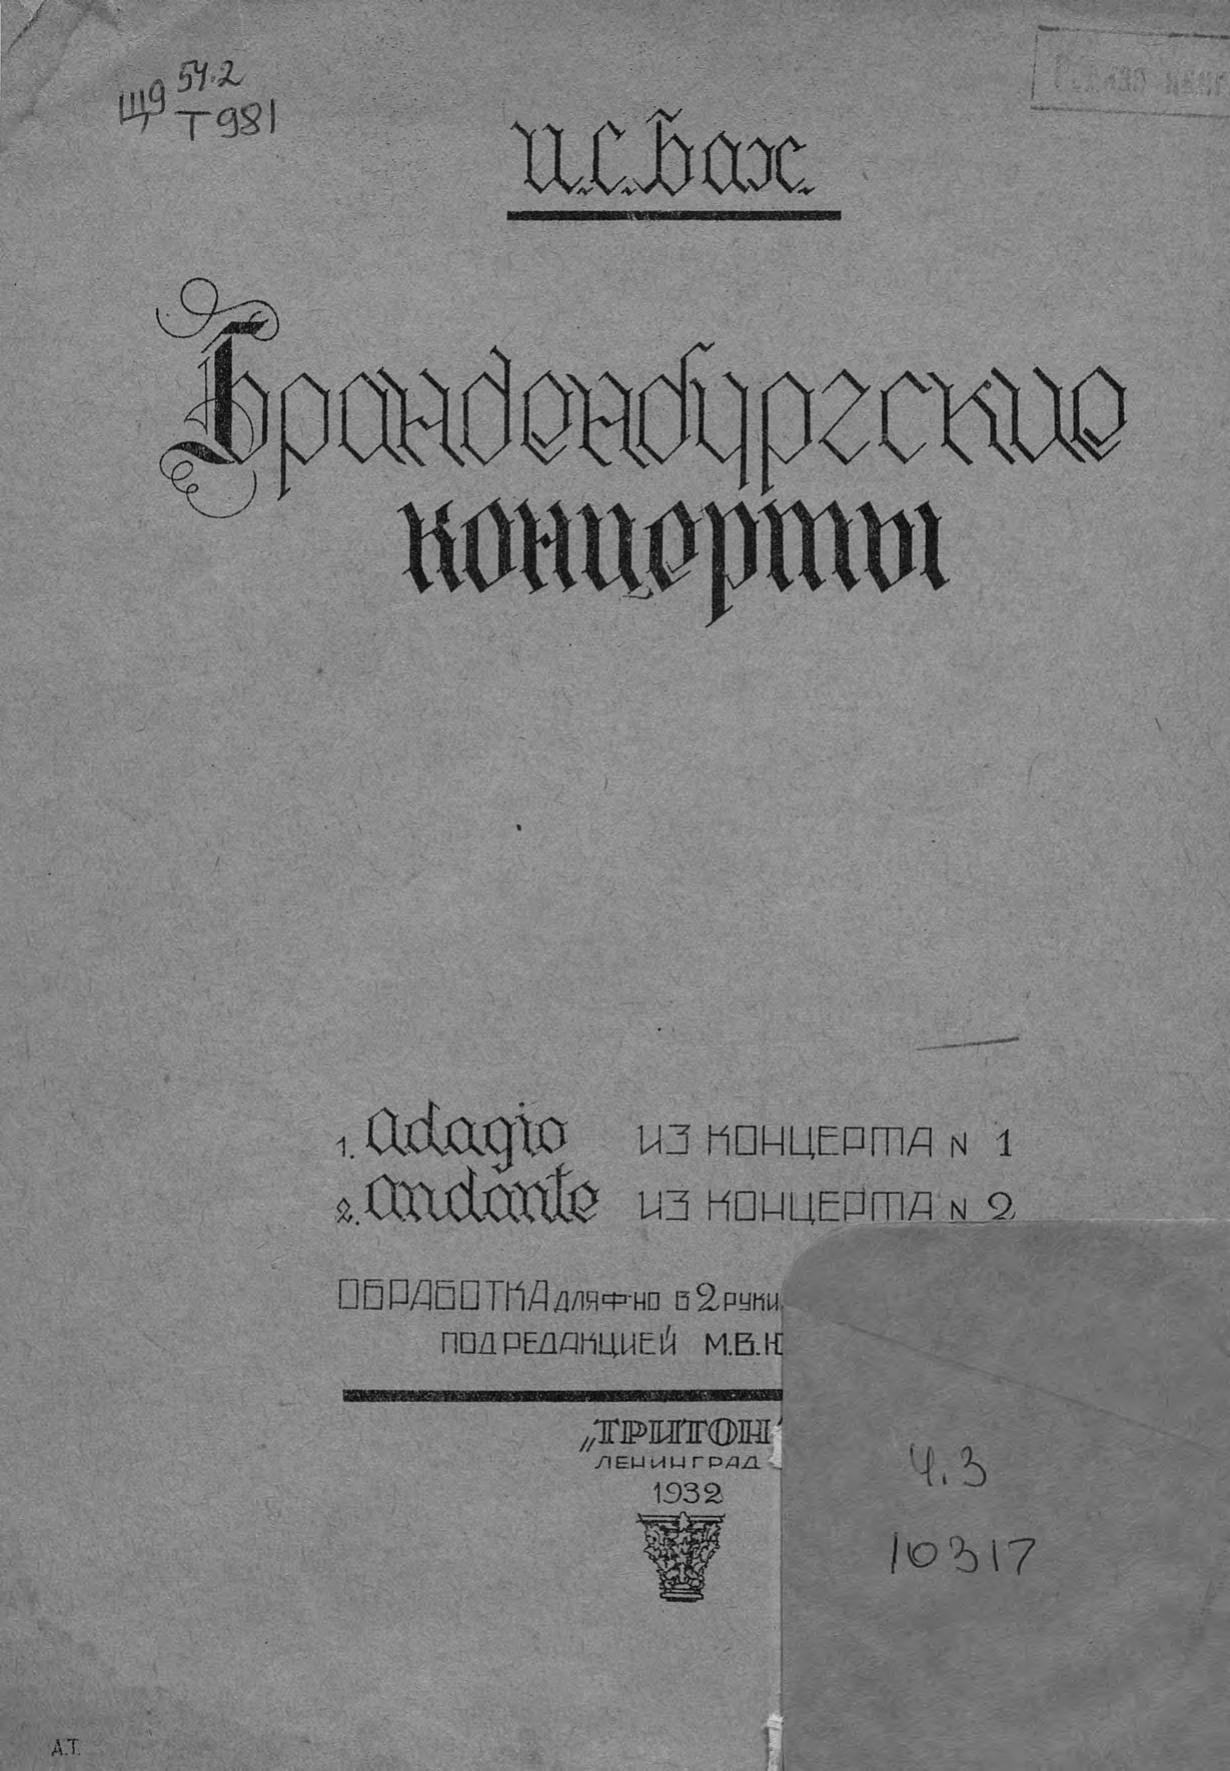 Щ9 54.2
Т981
И.С.Бах.
Бранденбургские
концерты
1. Adagio ИЗ КОНЦЕРТА N 1
2. Andante ИЗ КОНЦЕРТА N 2
ОБРАБОТКА ДЛЯ Ф-НО В 2 РУКИ
ПОД РЕДАКЦИЕЙ М.В.Ю
„ТРИТОН"
ЛЕНИНГРАД
1932
Ч.3
10317
А.Т.